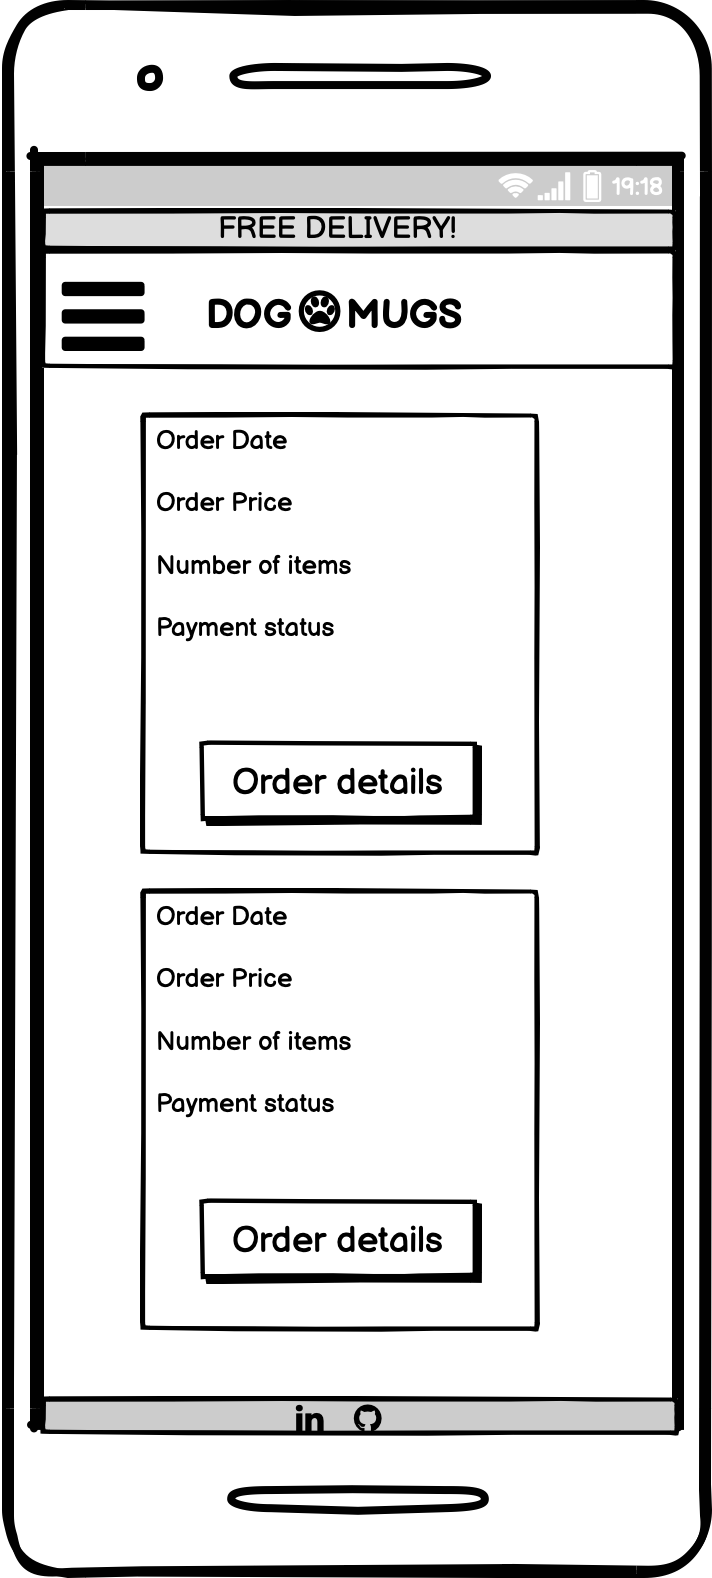 19:18
FREE DELIVERY!
DOG MUGS
Order Date
Order Price
Number of items
Payment status
Order details
Order Date
Order Price
Number of items
Payment status
Order details
in